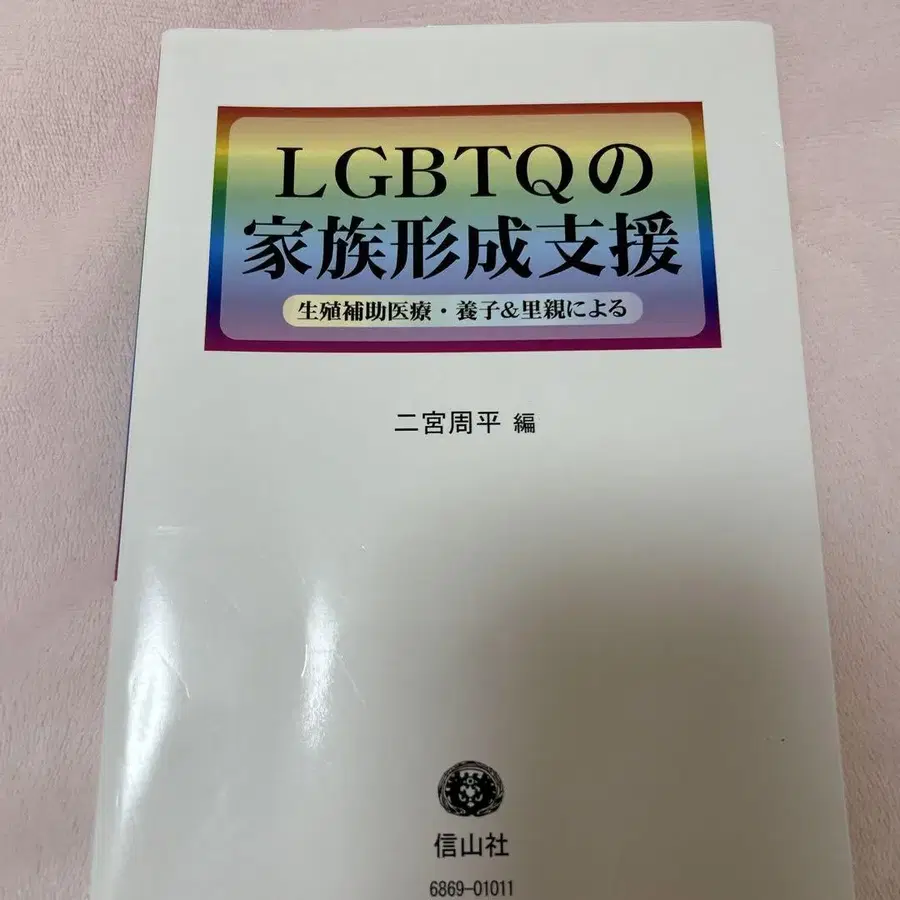 LGBTQの
家族形成支援
生殖補助医療・養子&里親による
二宮周平 編
信山社
6869-01011